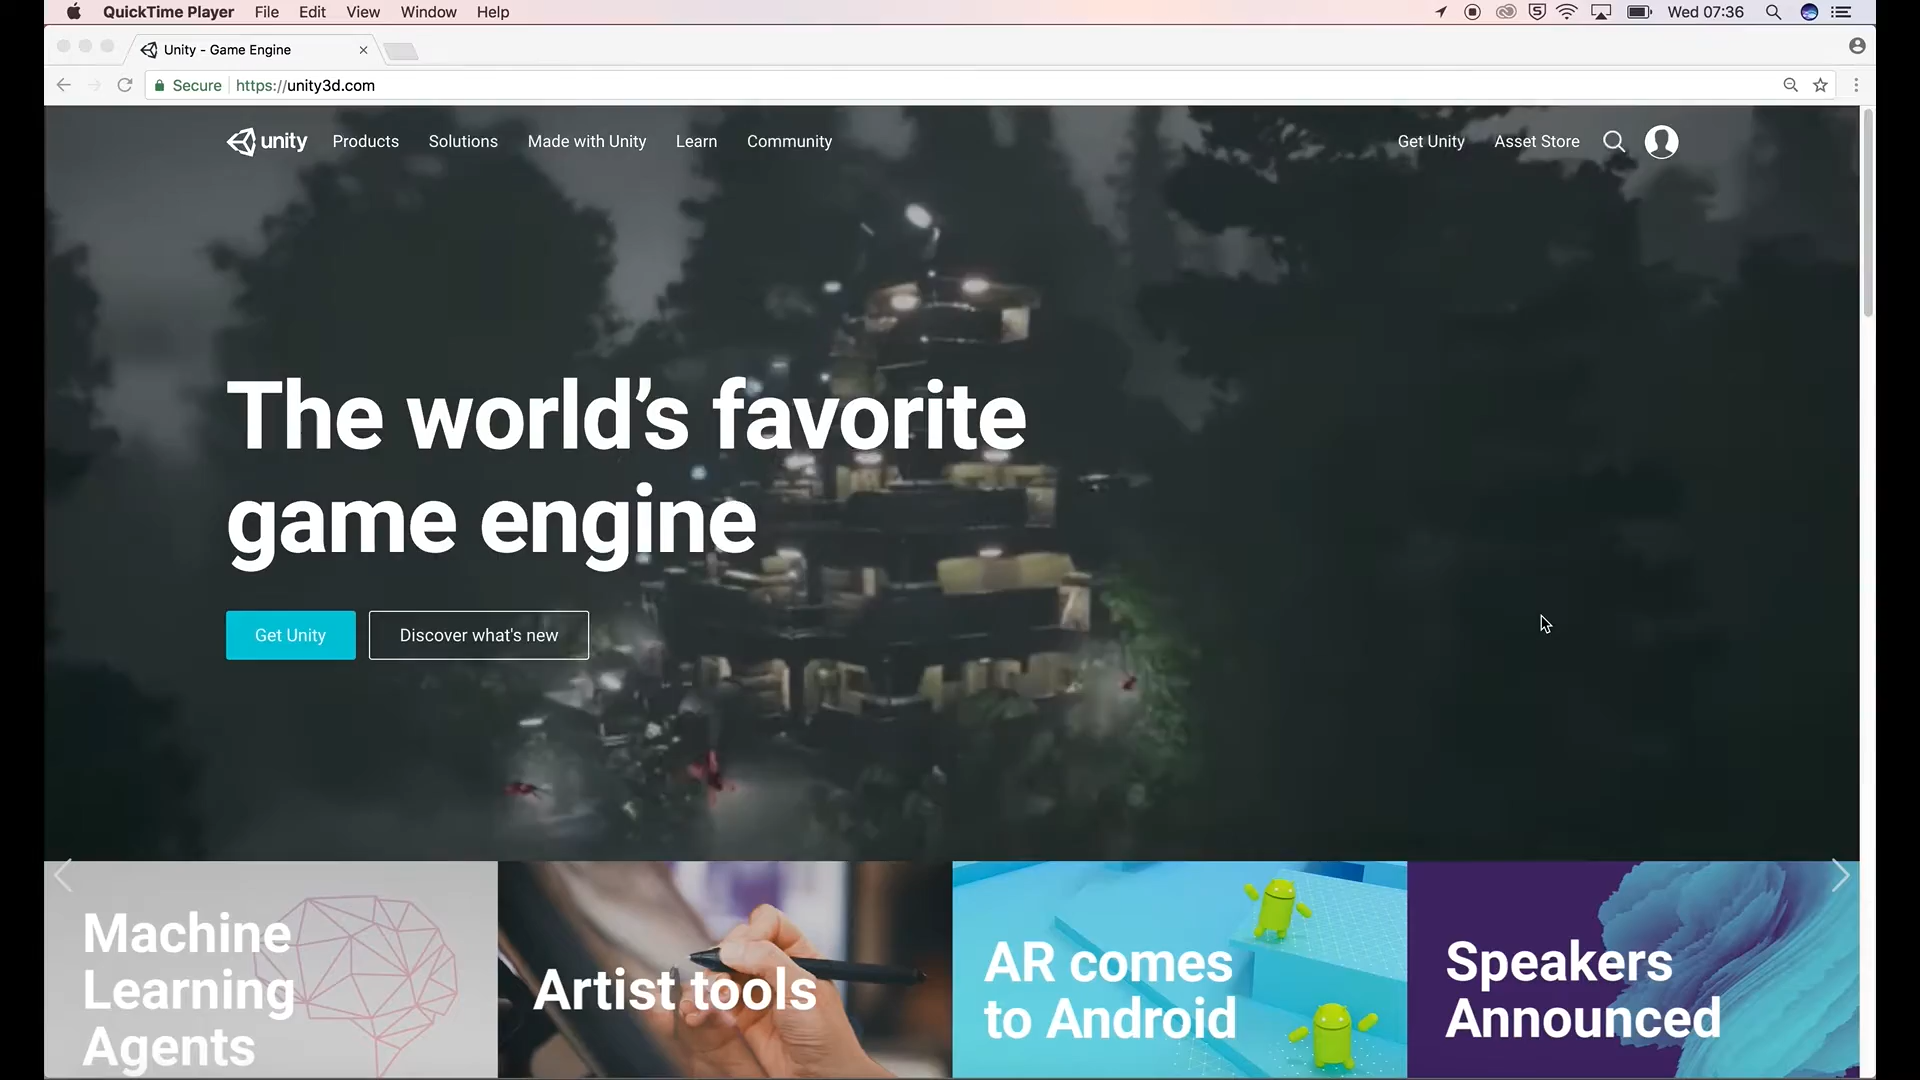 QuickTime Player File Edit View Window Help Wed 07:36
Unity - Game Engine
Secure https://unity3d.com
unity Products Solutions Made with Unity Learn Community Get Unity Asset Store
The world’s favorite
game engine
Get Unity Discover what's new
Machine
Learning
Agents
Artist tools
AR comes
to Android
Speakers
Announced